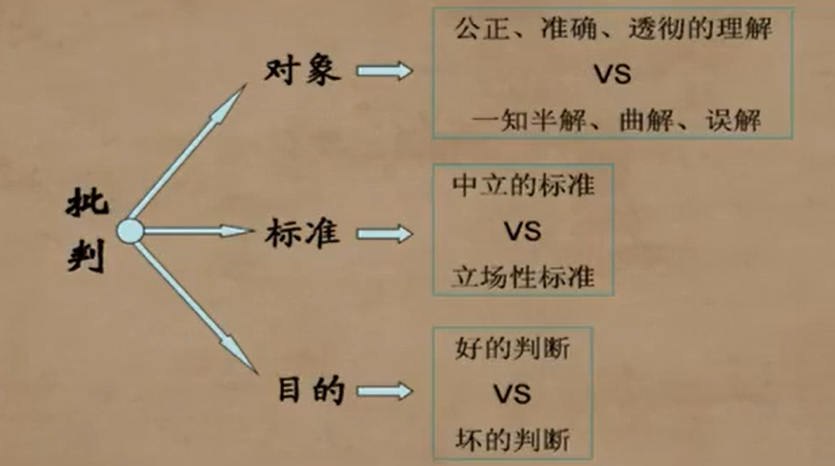 批
判
对象
公正、准确、透彻的理解
VS
一知半解、曲解、误解
标准
中立的标准
VS
立场性标准
目的
好的判断
VS
坏的判断